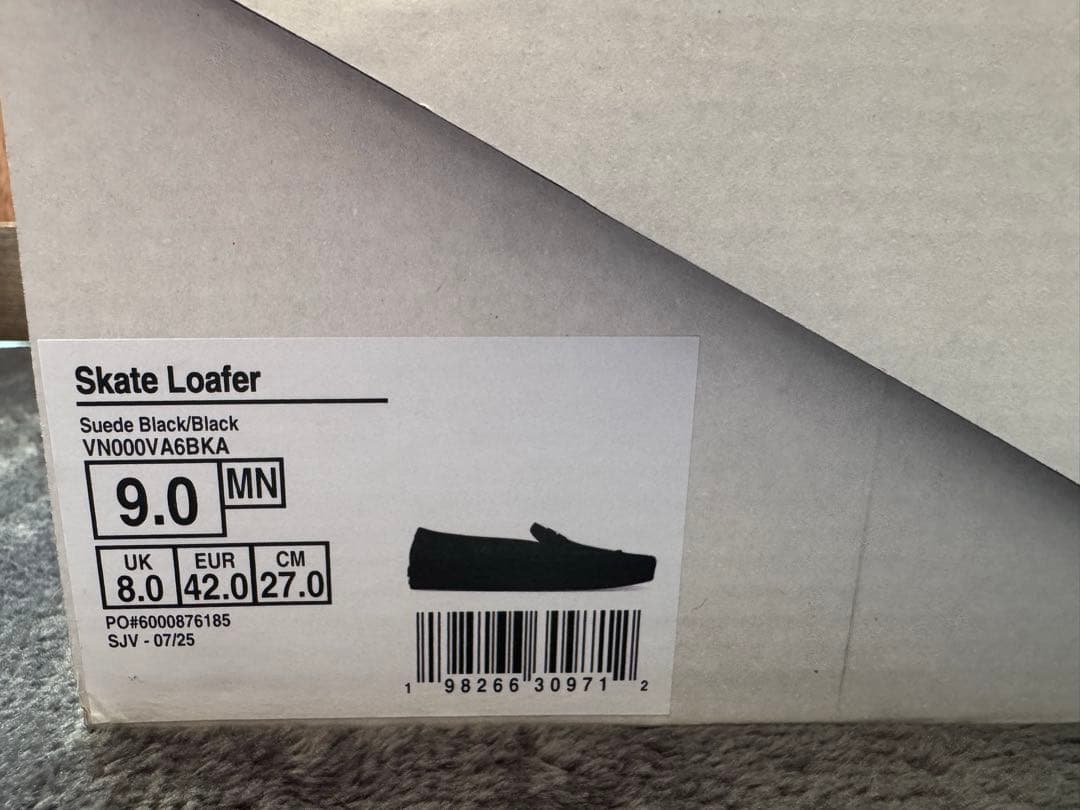 Skate Loafer
Suede Black/Black
VN000VA6BKA
9.0 MN
UK EUR CM
8.0 42.0 27.0
PO#6000876185
SJV - 07/25
1 98266 30971 2